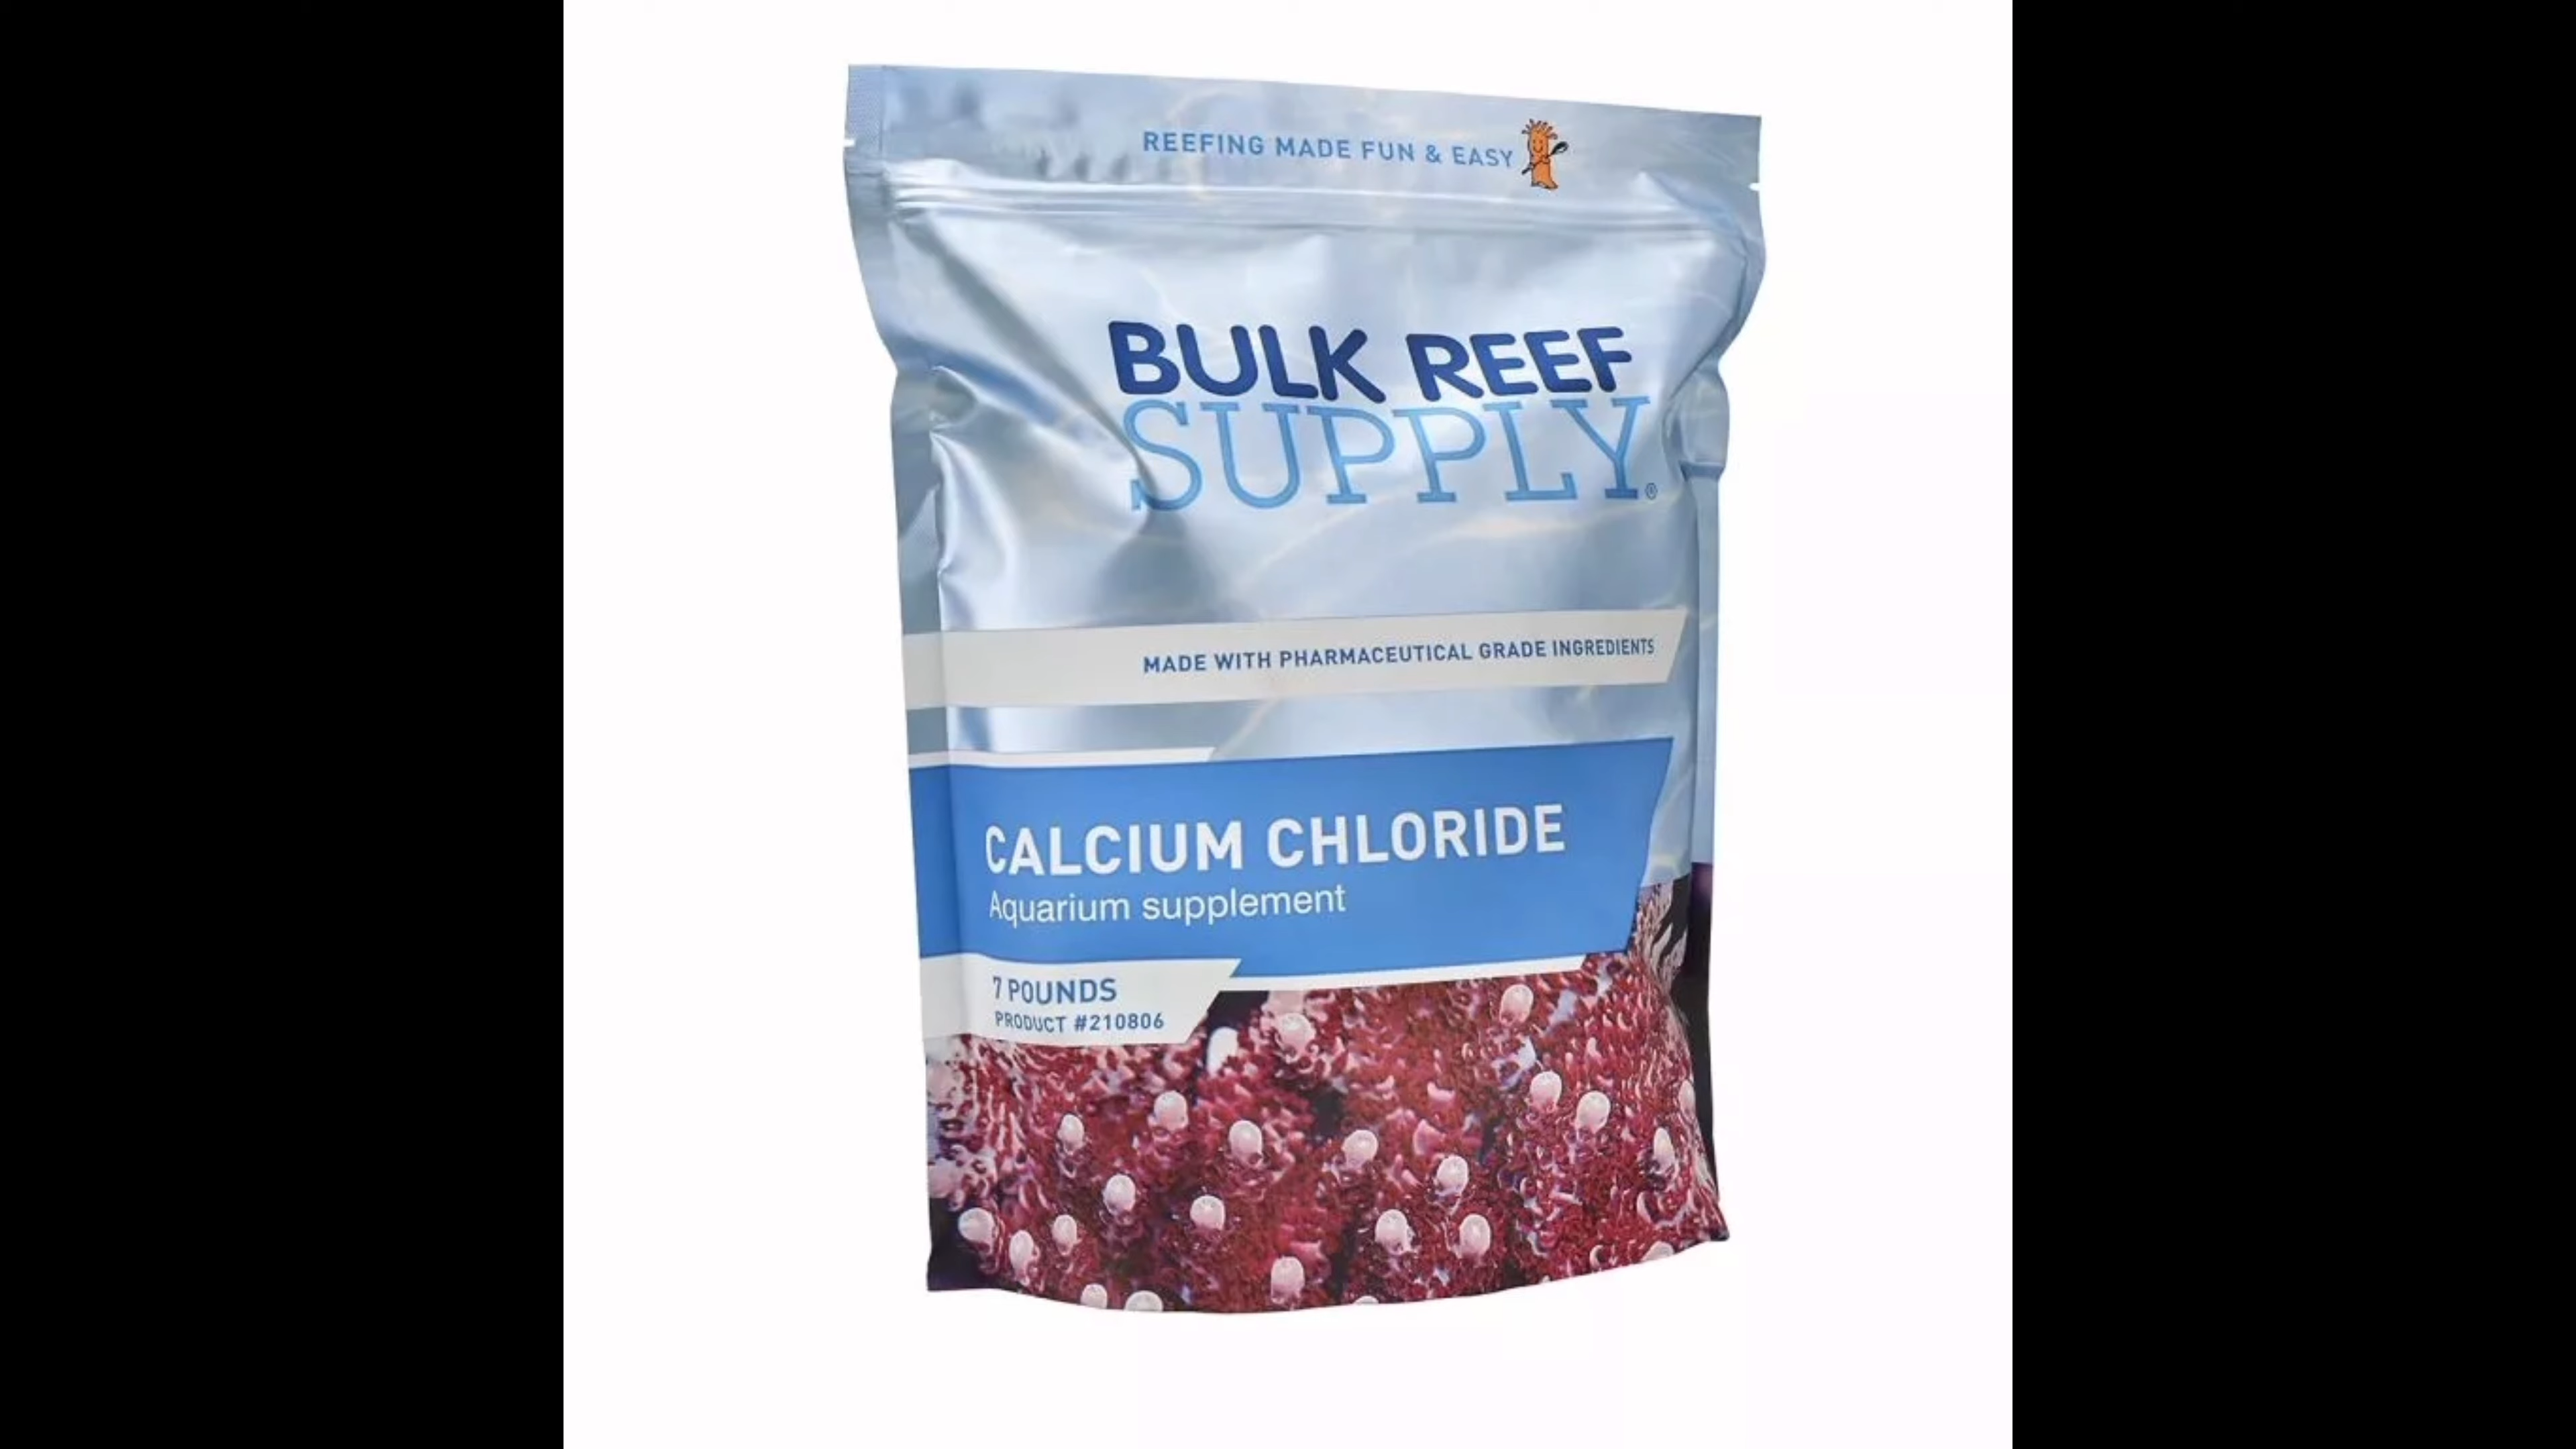 REEFING MADE FUN & EASY
BULK REEF
SUPPLY®
MADE WITH PHARMACEUTICAL GRADE INGREDIENTS
CALCIUM CHLORIDE
Aquarium supplement
7 POUNDS
PRODUCT #210806